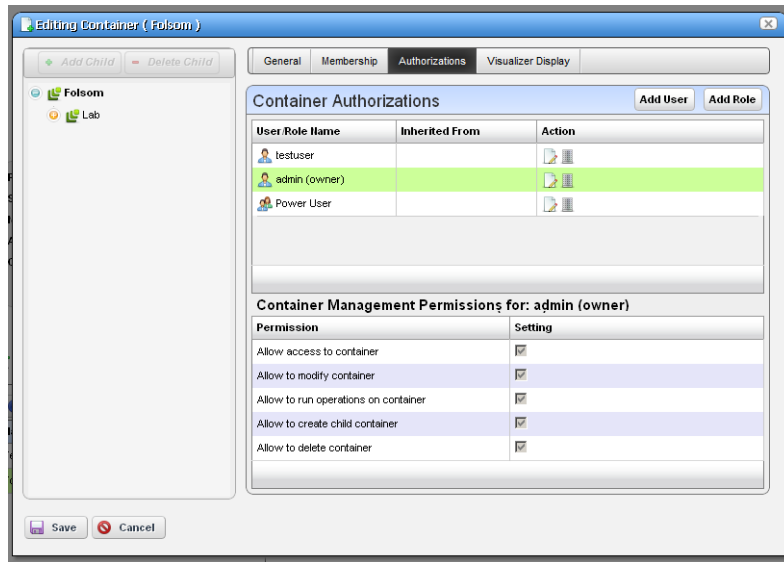 Editing Container ( Folsom )
Add Child
Delete Child
General
Membership
Authorizations
Visualizer Display
Folsom
Lab
Container Authorizations
Add User
Add Role
User/Role Name
Inherited From
Action
testuser
admin (owner)
Power User
Container Management Permissions for: admin (owner)
Permission
Setting
Allow access to container
Allow to modify container
Allow to run operations on container
Allow to create child container
Allow to delete container
Save
Cancel